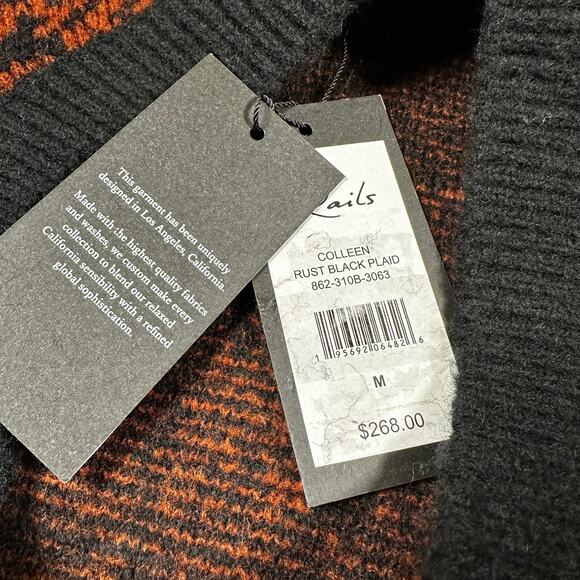 This garment has been uniquely
designed in Los Angeles, California
Made with the highest quality fabrics
and washes, we custom make every
collection to blend our relaxed
California sensibility with a refined
global sophistication.
Rails
COLLEEN
RUST BLACK PLAID
862-310B-3063
1 95692 06482 6
M
$268.00